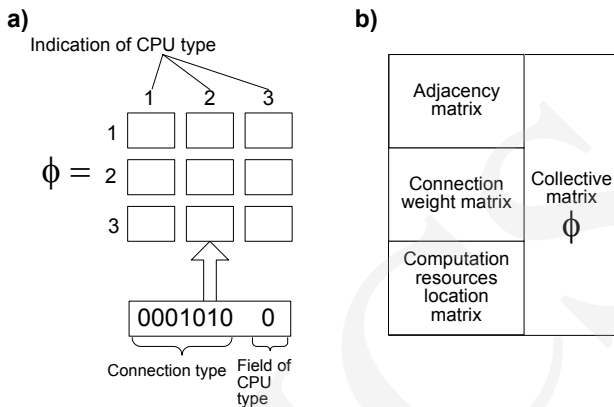 a)
Indication of CPU type
1 2 3
1
ϕ = 2
3
0001010 0
Connection type
Field of
CPU
type
b)
Adjacency
matrix
Connection
weight matrix
Computation
resources
location
matrix
Collective
matrix
ϕ